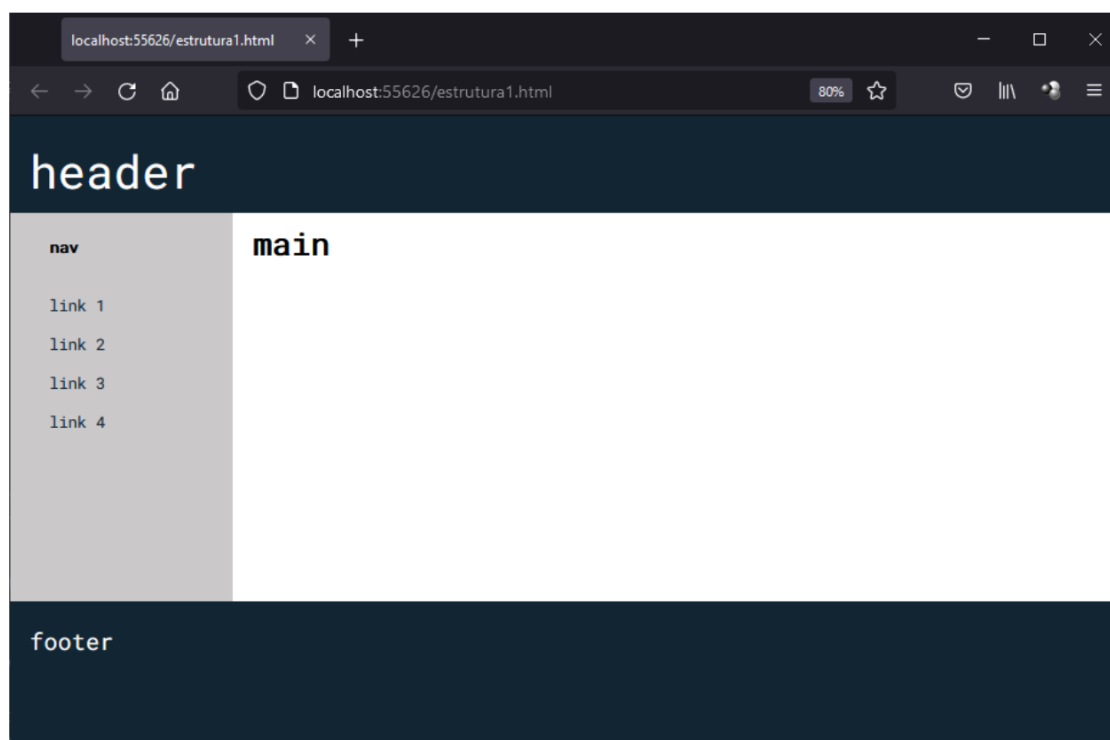 localhost:55626/estrutura1.html
localhost:55626/estrutura1.html 80%
header
nav
main
link 1
link 2
link 3
link 4
footer